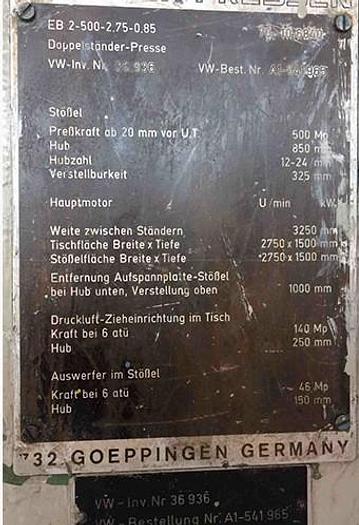 EB 2-500-2.75-0.85
Doppelständer-Presse
VW-Inv. Nr. 36 936 VW-Best. Nr. A1-541965
Stößel
Preßkraft ab 20 mm vor U.T. 500 Mp
Hub 850 mm
Hubzahl 12-24 / min
Verstellbarkeit 325 mm
Hauptmotor U/min kW
Weite zwischen Ständern 3250 mm
Tischfläche Breite x Tiefe 2750 x 1500 mm
Stößelfläche Breite x Tiefe 2750 x 1500 mm
Entfernung Aufspannplatte-Stößel
bei Hub unten, Verstellung oben 1000 mm
Druckluft-Zieheinrichtung im Tisch
Kraft bei 6 atü 140 Mp
Hub 250 mm
Auswerfer im Stößel
Kraft bei 6 atü 46 Mp
Hub 150 mm
732 GOEPPINGEN GERMANY
VW-Inv. Nr 36 936
VW-Bestellung Nr. A1-541 965